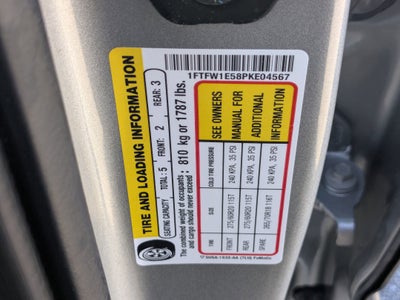 1FTFW1E58PKE04567
TIRE AND LOADING INFORMATION
SEATING CAPACITY TOTAL: 5 FRONT: 2 REAR: 3
The combined weight of occupants
and cargo should never exceed: 810 kg or 1787 lbs.
TIRE SIZE COLD TIRE PRESSURE
FRONT 275/60R20 115T 240 KPA, 35 PSI
REAR 275/60R20 115T 240 KPA, 35 PSI
SPARE 265/70R18 116T 240 KPA, 35 PSI
SEE OWNERS
MANUAL FOR
ADDITIONAL
INFORMATION